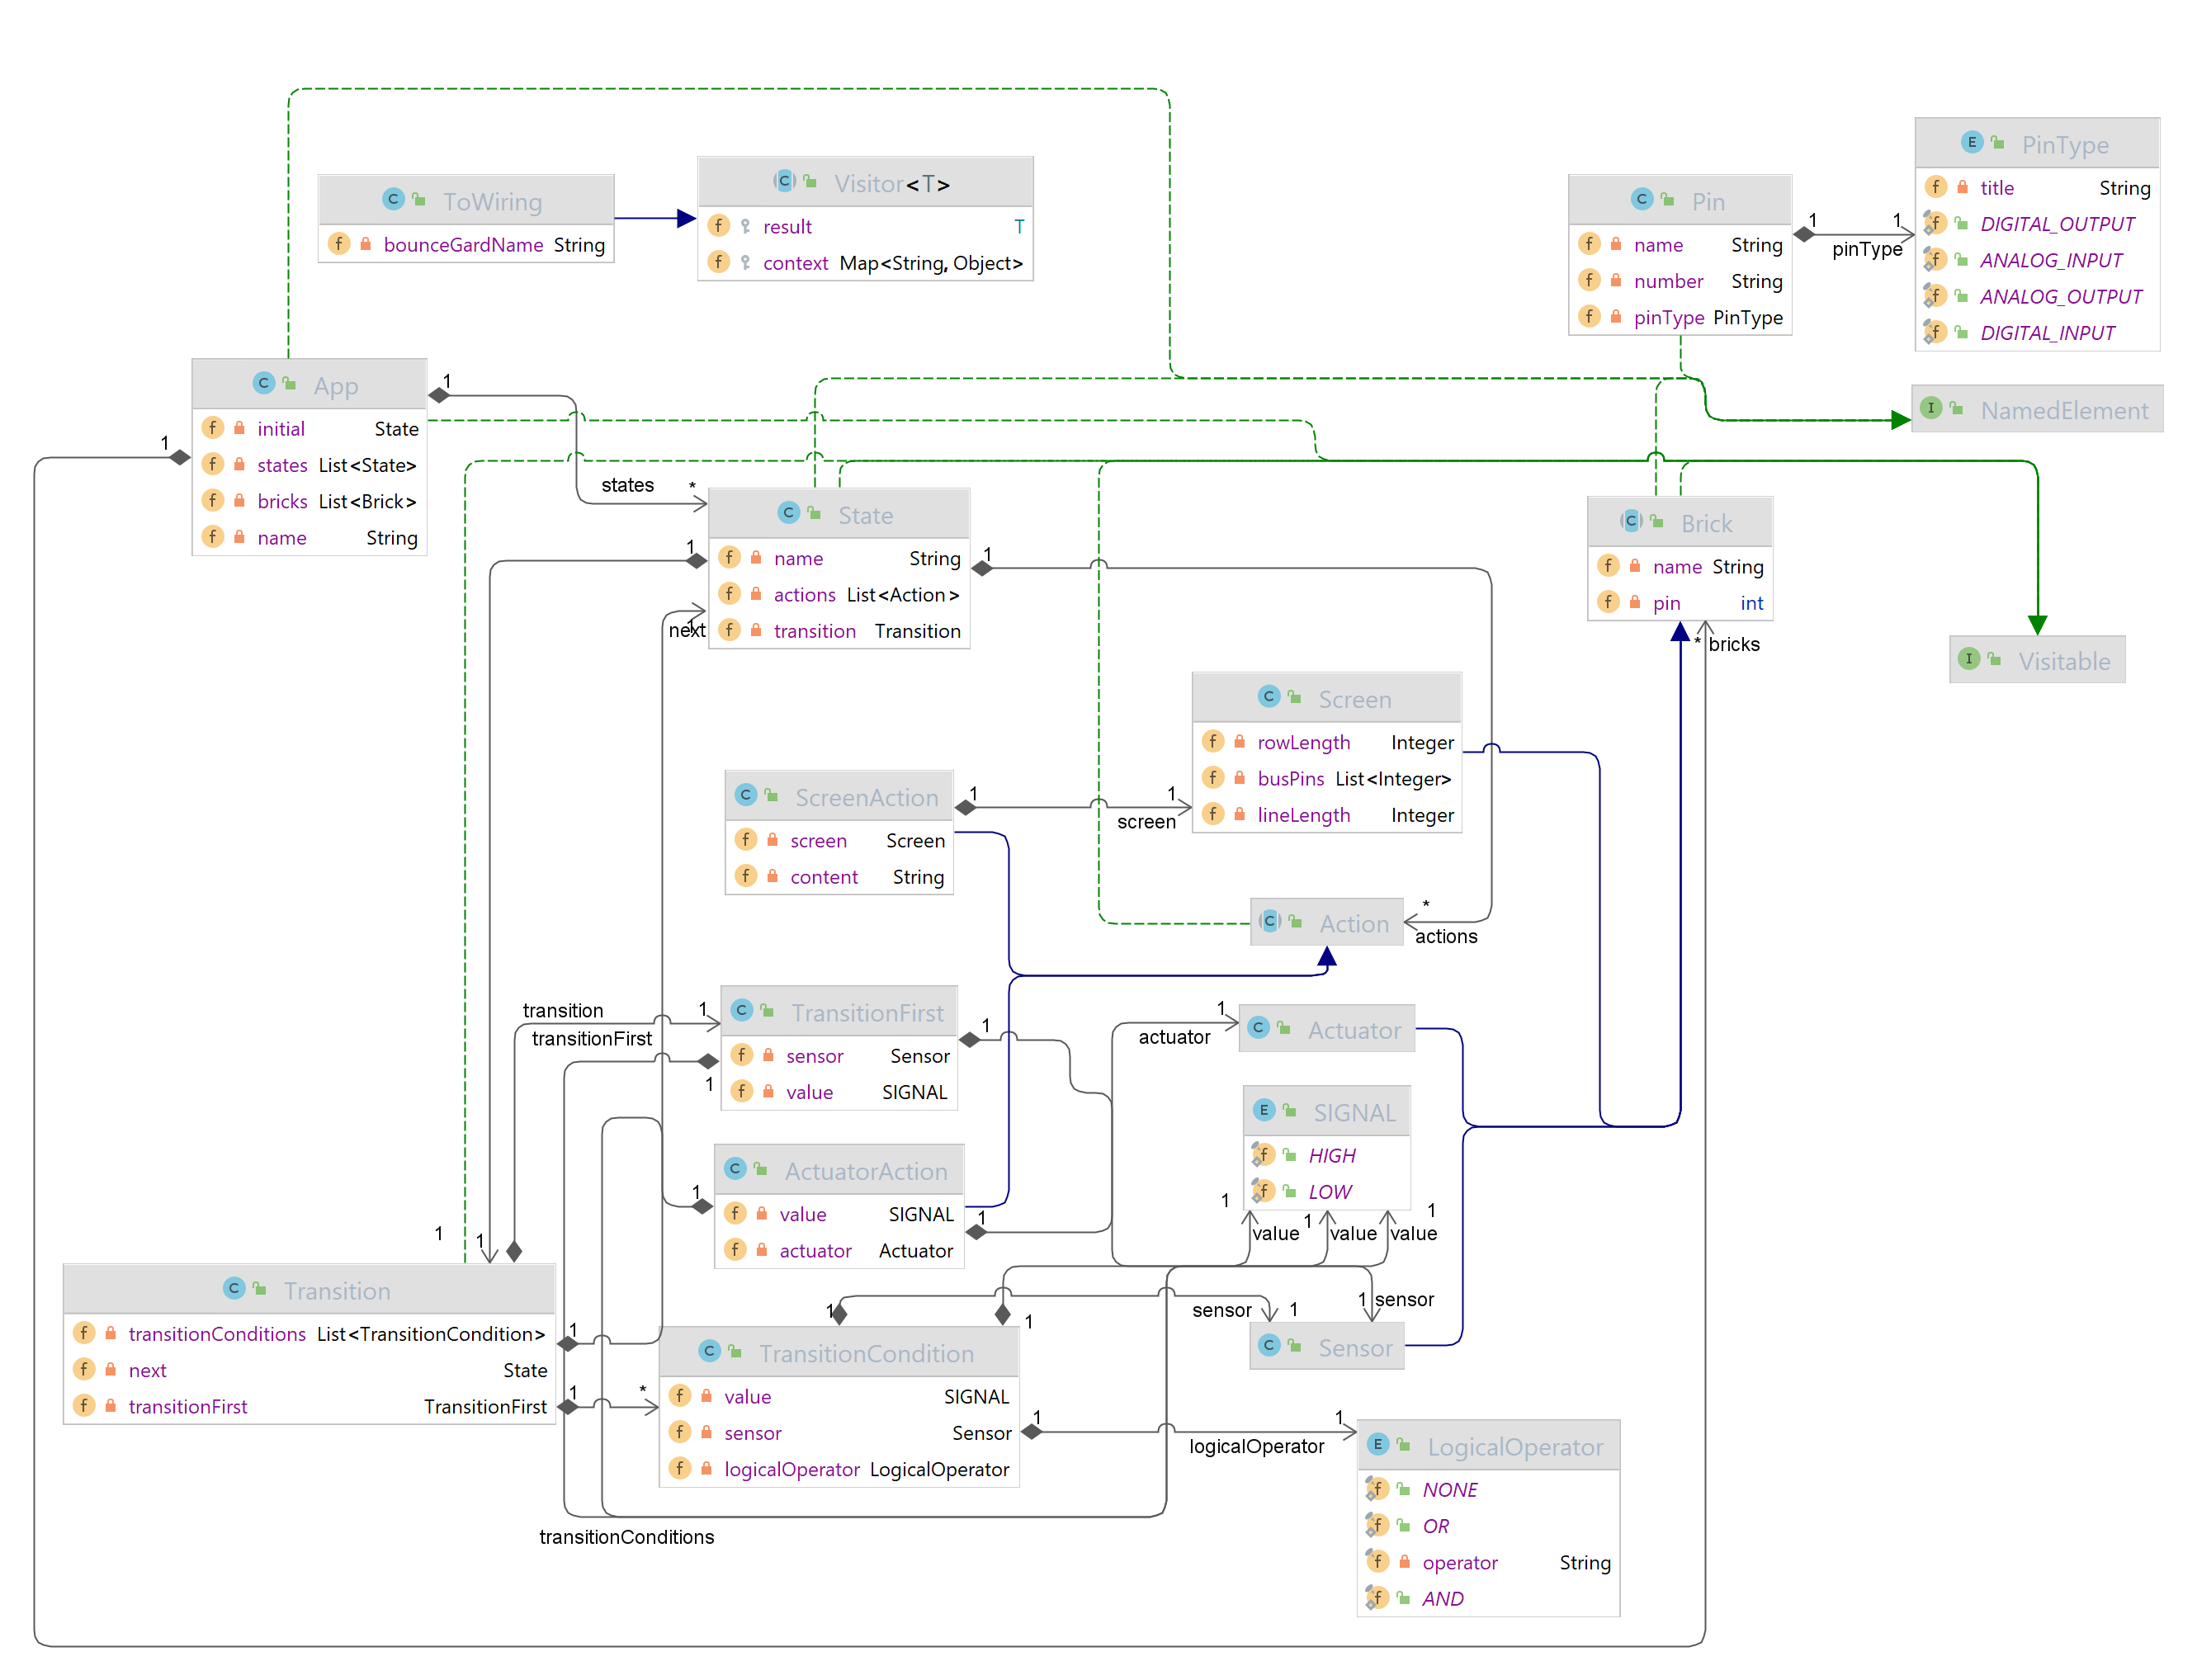 ToWiring
bounceGardName String
Visitor<T>
result T
context Map<String, Object>
Pin
name String
number String
pinType PinType
1
1
pinType
PinType
title String
DIGITAL_OUTPUT
ANALOG_INPUT
ANALOG_OUTPUT
DIGITAL_INPUT
NamedElement
App
initial State
states List<State>
bricks List<Brick>
name String
1
1
states
*
State
name String
actions List<Action>
transition Transition
1
1
next
1
Brick
name String
pin int
* bricks
Visitable
Screen
rowLength Integer
busPins List<Integer>
lineLength Integer
ScreenAction
screen Screen
content String
1
1
screen
Action
*
actions
transition
1
transitionFirst
TransitionFirst
sensor Sensor
value SIGNAL
1
1
1
actuator
Actuator
SIGNAL
HIGH
LOW
1
1
1
value
value
value
ActuatorAction
value SIGNAL
actuator Actuator
1
1
1
1
Transition
transitionConditions List<TransitionCondition>
next State
transitionFirst TransitionFirst
1
1
*
TransitionCondition
value SIGNAL
sensor Sensor
logicalOperator LogicalOperator
1
1
sensor
1
1 sensor
Sensor
1
1
logicalOperator
LogicalOperator
NONE
OR
operator String
AND
transitionConditions